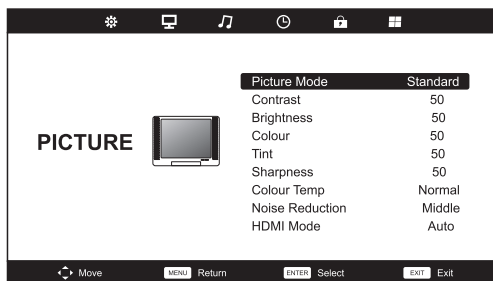 Picture Mode Standard
Contrast 50
Brightness 50
Colour 50
PICTURE
Tint 50
Sharpness 50
Colour Temp Normal
Noise Reduction Middle
HDMI Mode Auto
Move MENU Return ENTER Select EXIT Exit